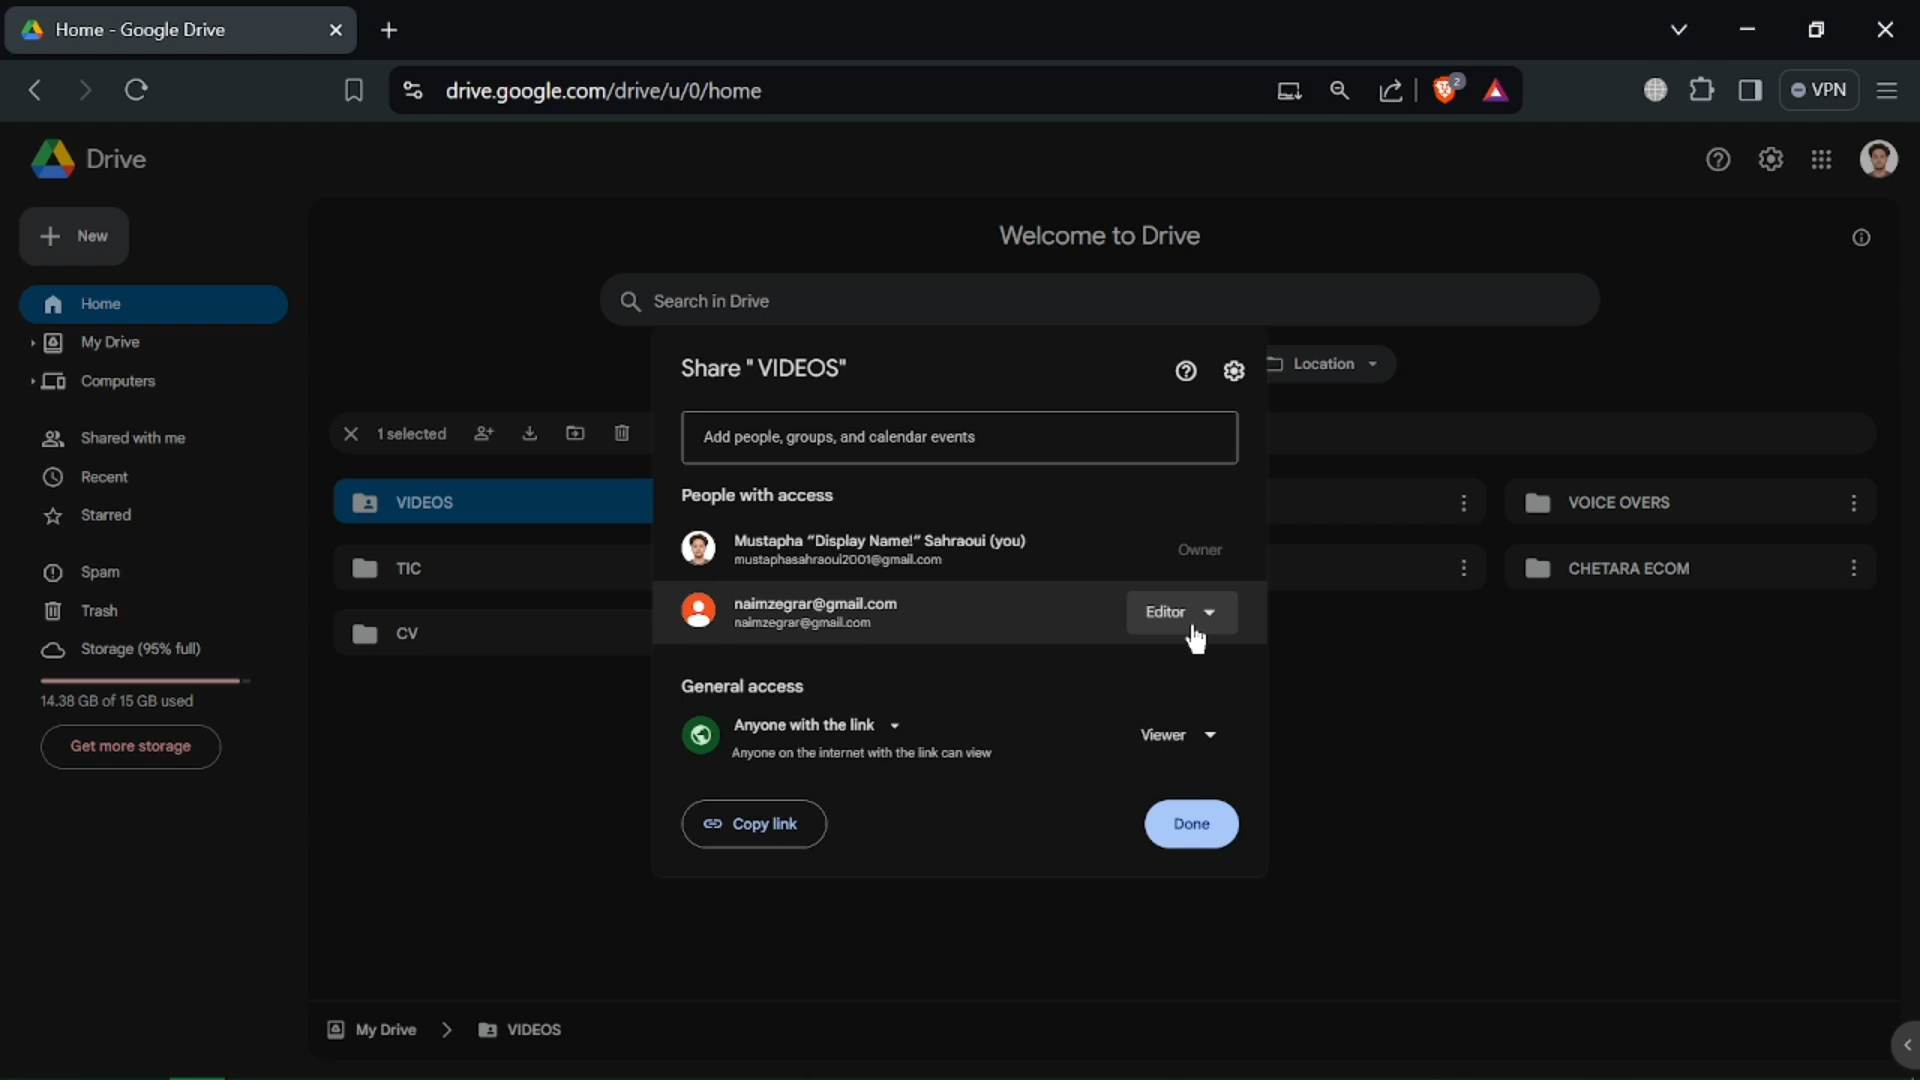 Home - Google Drive
drive.google.com/drive/u/0/home
2
VPN
Drive
New
Welcome to Drive
Search in Drive
Home
My Drive
Computers
Shared with me
Recent
Starred
Spam
Trash
Storage (95% full)
14.38 GB of 15 GB used
Get more storage
Location
1 selected
VIDEOS
TIC
CV
VOICE OVERS
CHETARA ECOM
Share "VIDEOS"
Add people, groups, and calendar events
People with access
Mustapha “Display Name!” Sahraoui (you)
mustaphasahraoui2001@gmail.com
Owner
naimzegrar@gmail.com
naimzegrar@gmail.com
Editor
General access
Anyone with the link
Anyone on the internet with the link can view
Viewer
Copy link
Done
My Drive
VIDEOS